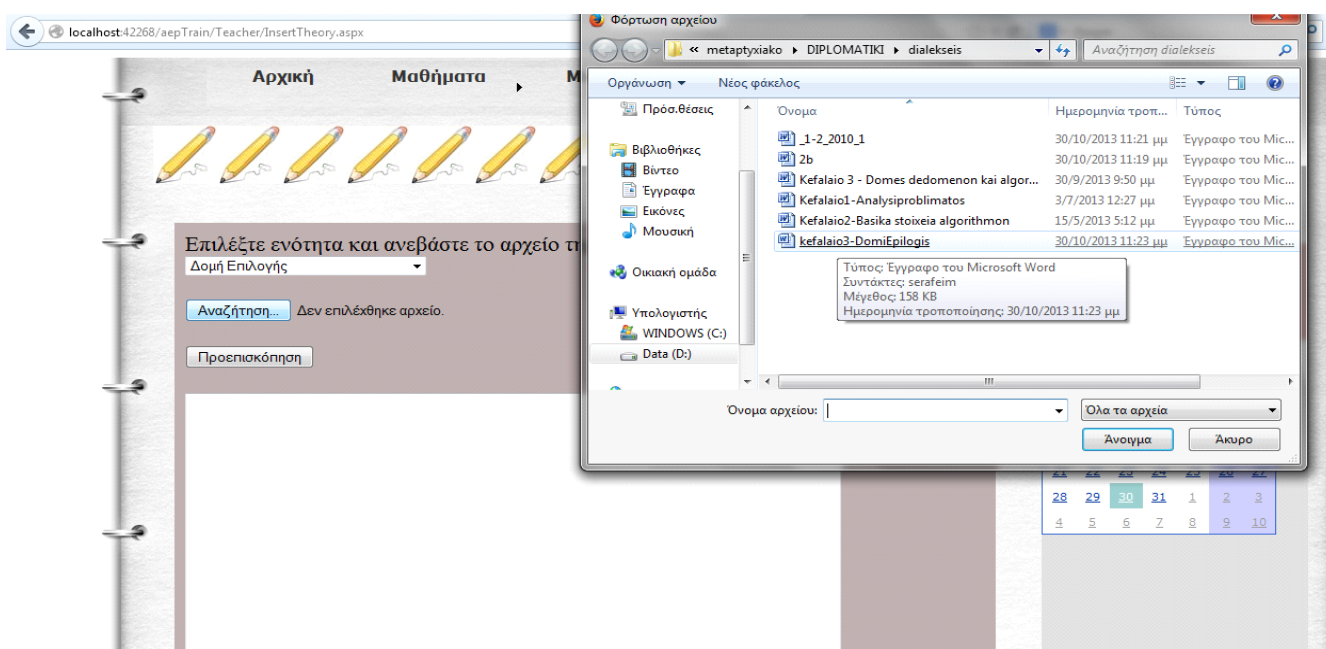 localhost:42268/aepTrain/Teacher/InsertTheory.aspx
Αρχική Μαθήματα
Επιλέξτε ενότητα και ανεβάστε το αρχείο
Δομή Επιλογής
Αναζήτηση... Δεν επιλέχθηκε αρχείο.
Προεπισκόπηση
Φόρτωση αρχείου
« metaptyxiako DIPLOMATIKI dialekseis
Αναζήτηση dialekseis
Οργάνωση Νέος φάκελος
Πρόσ.θέσεις
Βιβλιοθήκες
Βίντεο
Έγγραφα
Εικόνες
Μουσική
Οικιακή ομάδα
Υπολογιστής
WINDOWS (C:)
Data (D:)
Όνομα Ημερομηνία τροπ... Τύπος
_1-2_2010_1 30/10/2013 11:21 μμ Έγγραφο του Mic...
2b 30/10/2013 11:19 μμ Έγγραφο του Mic...
Kefalaio 3 - Domes dedomenon kai algor... 30/9/2013 9:50 μμ Έγγραφο του Mic...
Kefalaio1-Analysiproblimatos 3/7/2013 12:27 μμ Έγγραφο του Mic...
Kefalaio2-Basika stoixeia algorithmon 15/5/2013 5:12 μμ Έγγραφο του Mic...
kefalaio3-DomiEpilogis 30/10/2013 11:23 μμ Έγγραφο του Mic...
Τύπος: Έγγραφο του Microsoft Word
Συντάκτες: serafeim
Μέγεθος: 158 KB
Ημερομηνία τροποποίησης: 30/10/2013 11:23 μμ
Όνομα αρχείου:
Όλα τα αρχεία
Άνοιγμα Άκυρο
21 22 23 24 25 26 27
28 29 30 31 1 2 3
4 5 6 7 8 9 10